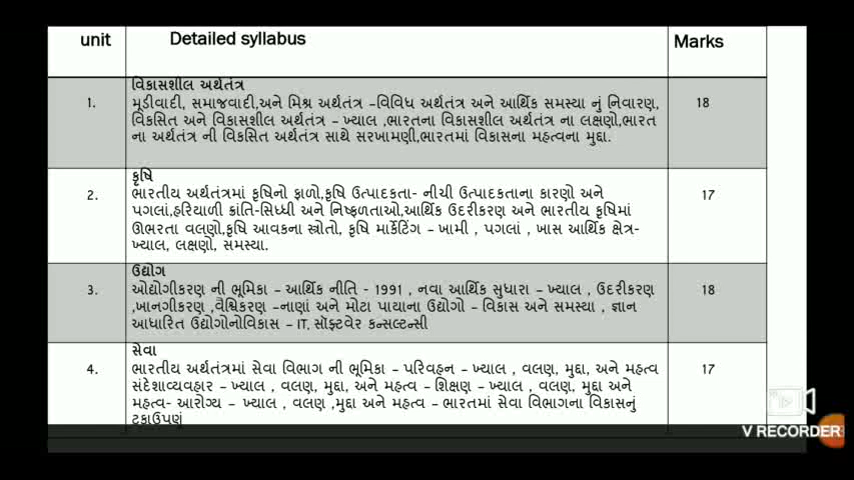 unit Detailed syllabus Marks
વિકાસશીલ અર્થતંત્ર
1. મૂડીવાદી, સમાજવાદી,અને મિશ્ર અર્થતંત્ર –વિવિધ અર્થતંત્ર અને આર્થિક સમસ્યા નું નિવારણ, 18
વિકસિત અને વિકાસશીલ અર્થતંત્ર – ખ્યાલ ,ભારતના વિકાસશીલ અર્થતંત્ર ના લક્ષણો,ભારત
ના અર્થતંત્ર ની વિકસિત અર્થતંત્ર સાથે સરખામણી,ભારતમાં વિકાસના મહત્વના મુદ્દા.
કૃષિ
2. ભારતીય અર્થતંત્રમાં કૃષિનો ફાળો,કૃષિ ઉત્પાદકતા- નીચી ઉત્પાદકતાના કારણો અને 17
પગલાં,હરિયાળી ક્રાંતિ-સિધ્ધી અને નિષ્ફળતાઓ,આર્થિક ઉદરીકરણ અને ભારતીય કૃષિમાં
ઊભરતા વલણો,કૃષિ આવકના સ્ત્રોતો, કૃષિ માર્કેટિંગ – ખામી , પગલાં , ખાસ આર્થિક ક્ષેત્ર-
ખ્યાલ, લક્ષણો, સમસ્યા.
ઉદ્યોગ
3. ઓદ્યોગીકરણ ની ભૂમિકા – આર્થિક નીતિ - 1991 , નવા આર્થિક સુધારા – ખ્યાલ , ઉદરીકરણ 18
,ખાનગીકરણ ,વૈશ્વિકરણ –નાણાં અને મોટા પાયાના ઉદ્યોગો – વિકાસ અને સમસ્યા , જ્ઞાન
આધારિત ઉદ્યોગોનોવિકાસ – IT, સૉફ્ટવેર કન્સલ્ટન્સી
સેવા
4. ભારતીય અર્થતંત્રમાં સેવા વિભાગ ની ભૂમિકા – પરિવહન – ખ્યાલ , વલણ, મુદ્દા, અને મહત્વ 17
સંદેશાવ્યવહાર – ખ્યાલ , વલણ, મુદ્દા, અને મહત્વ – શિક્ષણ – ખ્યાલ , વલણ, મુદ્દા અને
મહત્વ- આરોગ્ય – ખ્યાલ , વલણ ,મુદ્દા અને મહત્વ – ભારતમાં સેવા વિભાગના વિકાસનું
ટકાઉપણું
V RECORDER